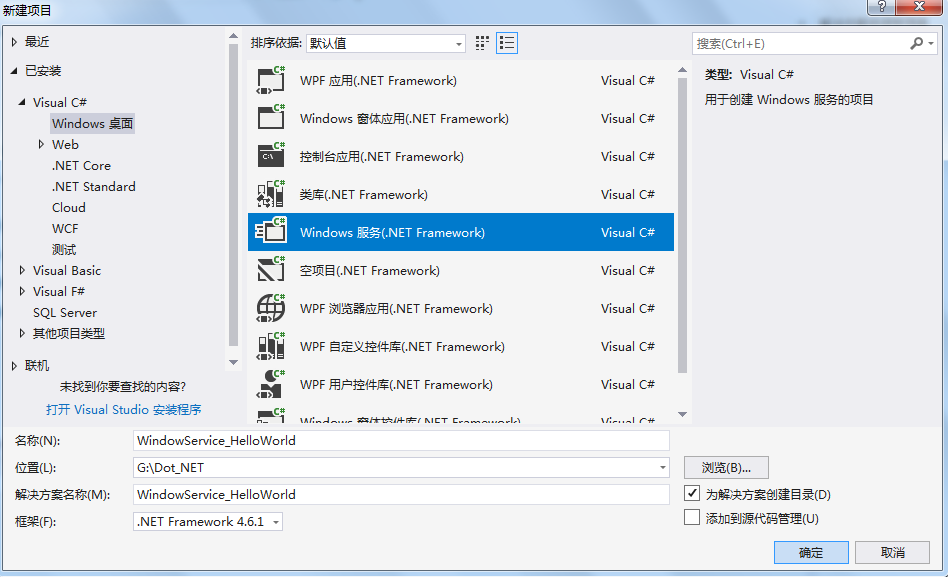 新建项目
?
最近
已安装
Visual C#
Windows 桌面
Web
.NET Core
.NET Standard
Cloud
WCF
测试
Visual Basic
Visual F#
SQL Server
其他项目类型
联机
未找到你要查找的内容?
打开 Visual Studio 安装程序
排序依据: 默认值
WPF 应用(.NET Framework) Visual C#
Windows 窗体应用(.NET Framework) Visual C#
控制台应用(.NET Framework) Visual C#
类库(.NET Framework) Visual C#
Windows 服务(.NET Framework) Visual C#
空项目(.NET Framework) Visual C#
WPF 浏览器应用(.NET Framework) Visual C#
WPF 自定义控件库(.NET Framework) Visual C#
WPF 用户控件库(.NET Framework) Visual C#
Windows 窗体控件库(.NET Framework) Visual C#
搜索(Ctrl+E)
类型: Visual C#
用于创建 Windows 服务的项目
名称(N): WindowService_HelloWorld
位置(L): G:\Dot_NET 浏览(B)...
解决方案名称(M): WindowService_HelloWorld 为解决方案创建目录(D)
框架(F): .NET Framework 4.6.1 添加到源代码管理(U)
确定 取消